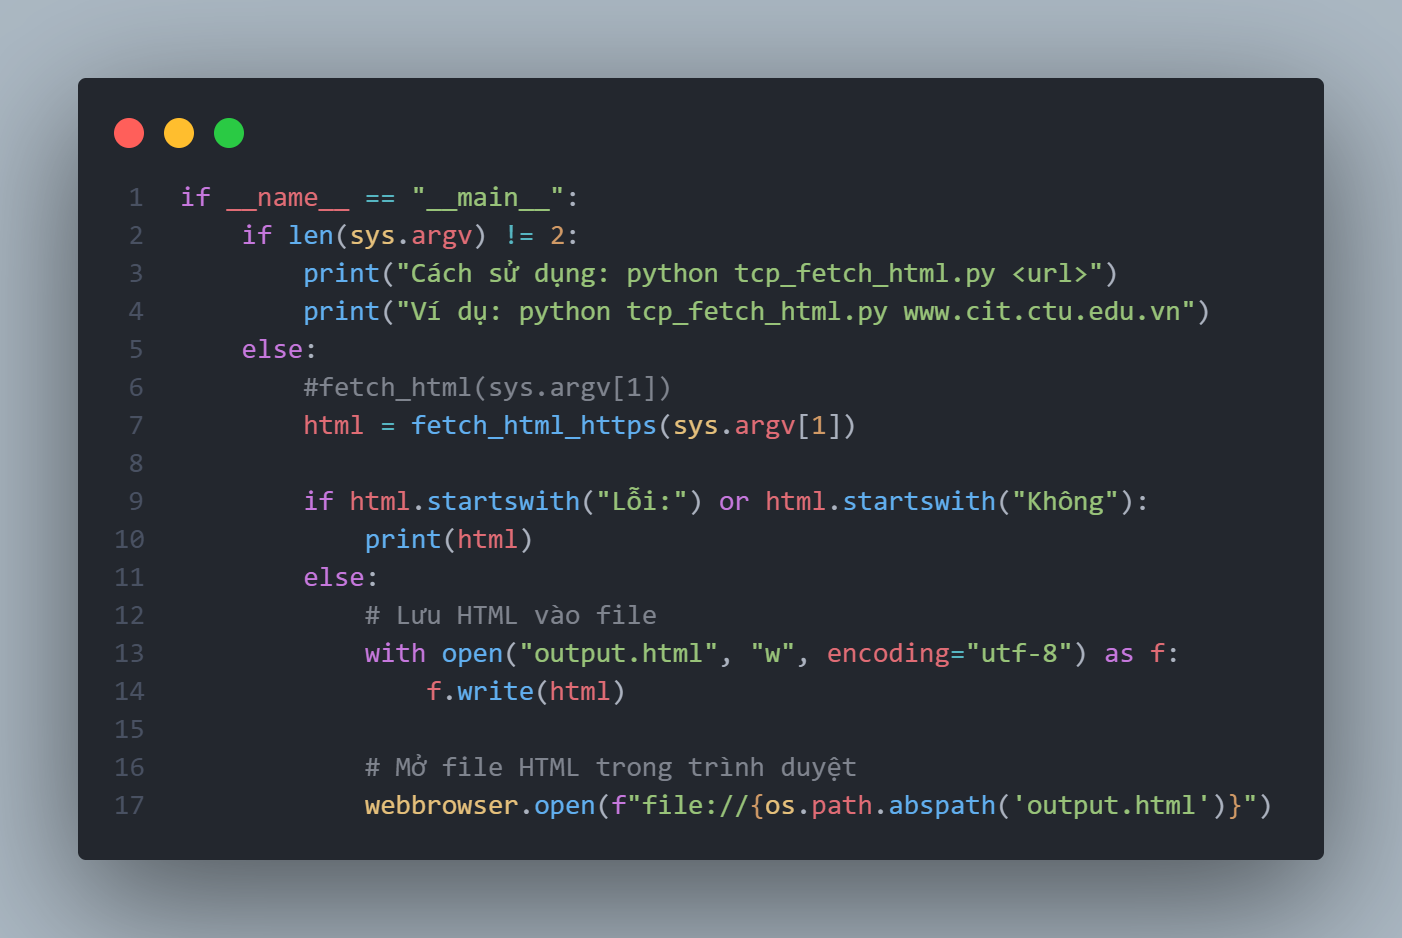 1 if __name__ == "__main__":
2     if len(sys.argv) != 2:
3         print("Cách sử dụng: python tcp_fetch_html.py <url>")
4         print("Ví dụ: python tcp_fetch_html.py www.cit.ctu.edu.vn")
5     else:
6         #fetch_html(sys.argv[1])
7         html = fetch_html_https(sys.argv[1])
8
9         if html.startswith("Lỗi:") or html.startswith("Không"):
10             print(html)
11         else:
12             # Lưu HTML vào file
13             with open("output.html", "w", encoding="utf-8") as f:
14                 f.write(html)
15
16             # Mở file HTML trong trình duyệt
17             webbrowser.open(f"file://{os.path.abspath('output.html')}")